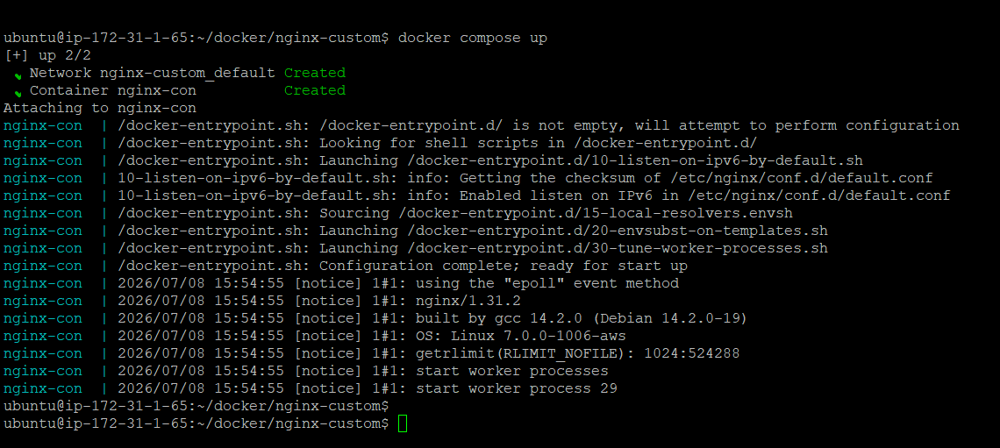 ubuntu@ip-172-31-1-65:~/docker/nginx-custom$ docker compose up
[+] up 2/2
✔ Network nginx-custom_default Created
✔ Container nginx-con Created
Attaching to nginx-con
nginx-con | /docker-entrypoint.sh: /docker-entrypoint.d/ is not empty, will attempt to perform configuration
nginx-con | /docker-entrypoint.sh: Looking for shell scripts in /docker-entrypoint.d/
nginx-con | /docker-entrypoint.sh: Launching /docker-entrypoint.d/10-listen-on-ipv6-by-default.sh
nginx-con | 10-listen-on-ipv6-by-default.sh: info: Getting the checksum of /etc/nginx/conf.d/default.conf
nginx-con | 10-listen-on-ipv6-by-default.sh: info: Enabled listen on IPv6 in /etc/nginx/conf.d/default.conf
nginx-con | /docker-entrypoint.sh: Sourcing /docker-entrypoint.d/15-local-resolvers.envsh
nginx-con | /docker-entrypoint.sh: Launching /docker-entrypoint.d/20-envsubst-on-templates.sh
nginx-con | /docker-entrypoint.sh: Launching /docker-entrypoint.d/30-tune-worker-processes.sh
nginx-con | /docker-entrypoint.sh: Configuration complete; ready for start up
nginx-con | 2026/07/08 15:54:55 [notice] 1#1: using the "epoll" event method
nginx-con | 2026/07/08 15:54:55 [notice] 1#1: nginx/1.31.2
nginx-con | 2026/07/08 15:54:55 [notice] 1#1: built by gcc 14.2.0 (Debian 14.2.0-19)
nginx-con | 2026/07/08 15:54:55 [notice] 1#1: OS: Linux 7.0.0-1006-aws
nginx-con | 2026/07/08 15:54:55 [notice] 1#1: getrlimit(RLIMIT_NOFILE): 1024:524288
nginx-con | 2026/07/08 15:54:55 [notice] 1#1: start worker processes
nginx-con | 2026/07/08 15:54:55 [notice] 1#1: start worker process 29
ubuntu@ip-172-31-1-65:~/docker/nginx-custom$
ubuntu@ip-172-31-1-65:~/docker/nginx-custom$